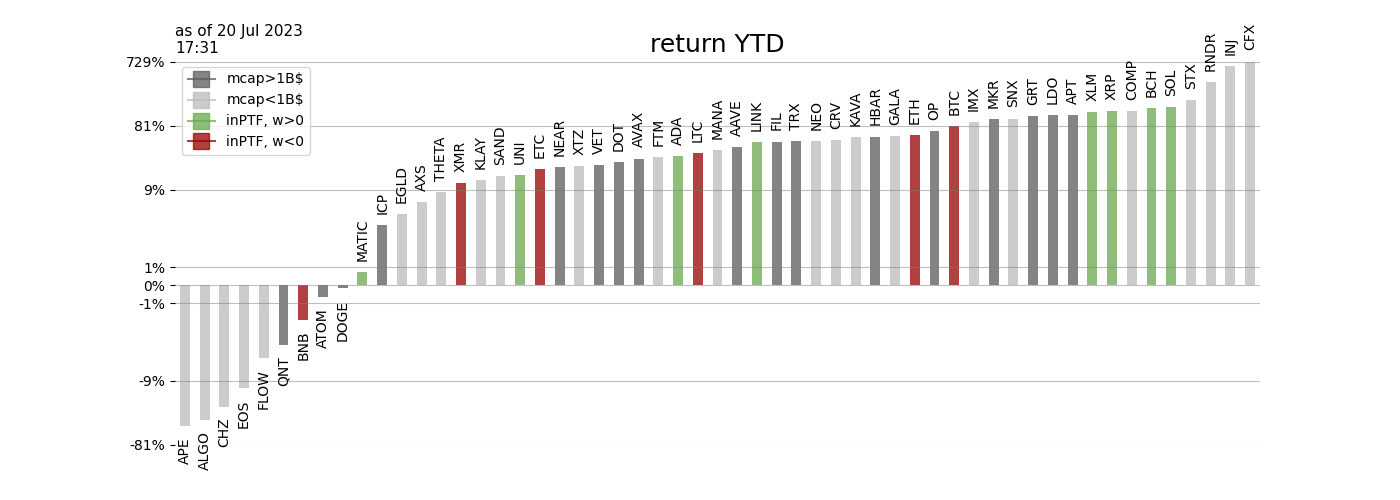 as of 20 Jul 2023
17:31
return YTD
729%
81%
9%
1%
0%
-1%
-9%
-81%
mcap>1B$
mcap<1B$
inPTF, w>0
inPTF, w<0
APE
ALGO
CHZ
EOS
FLOW
QNT
BNB
ATOM
DOGE
MATIC
ICP
EGLD
AXS
THETA
XMR
KLAY
SAND
UNI
ETC
NEAR
XTZ
VET
DOT
AVAX
FTM
ADA
LTC
MANA
AAVE
LINK
FIL
TRX
NEO
CRV
KAVA
HBAR
GALA
ETH
OP
BTC
IMX
MKR
SNX
GRT
LDO
APT
XLM
XRP
COMP
BCH
SOL
STX
RNDR
INJ
CFX